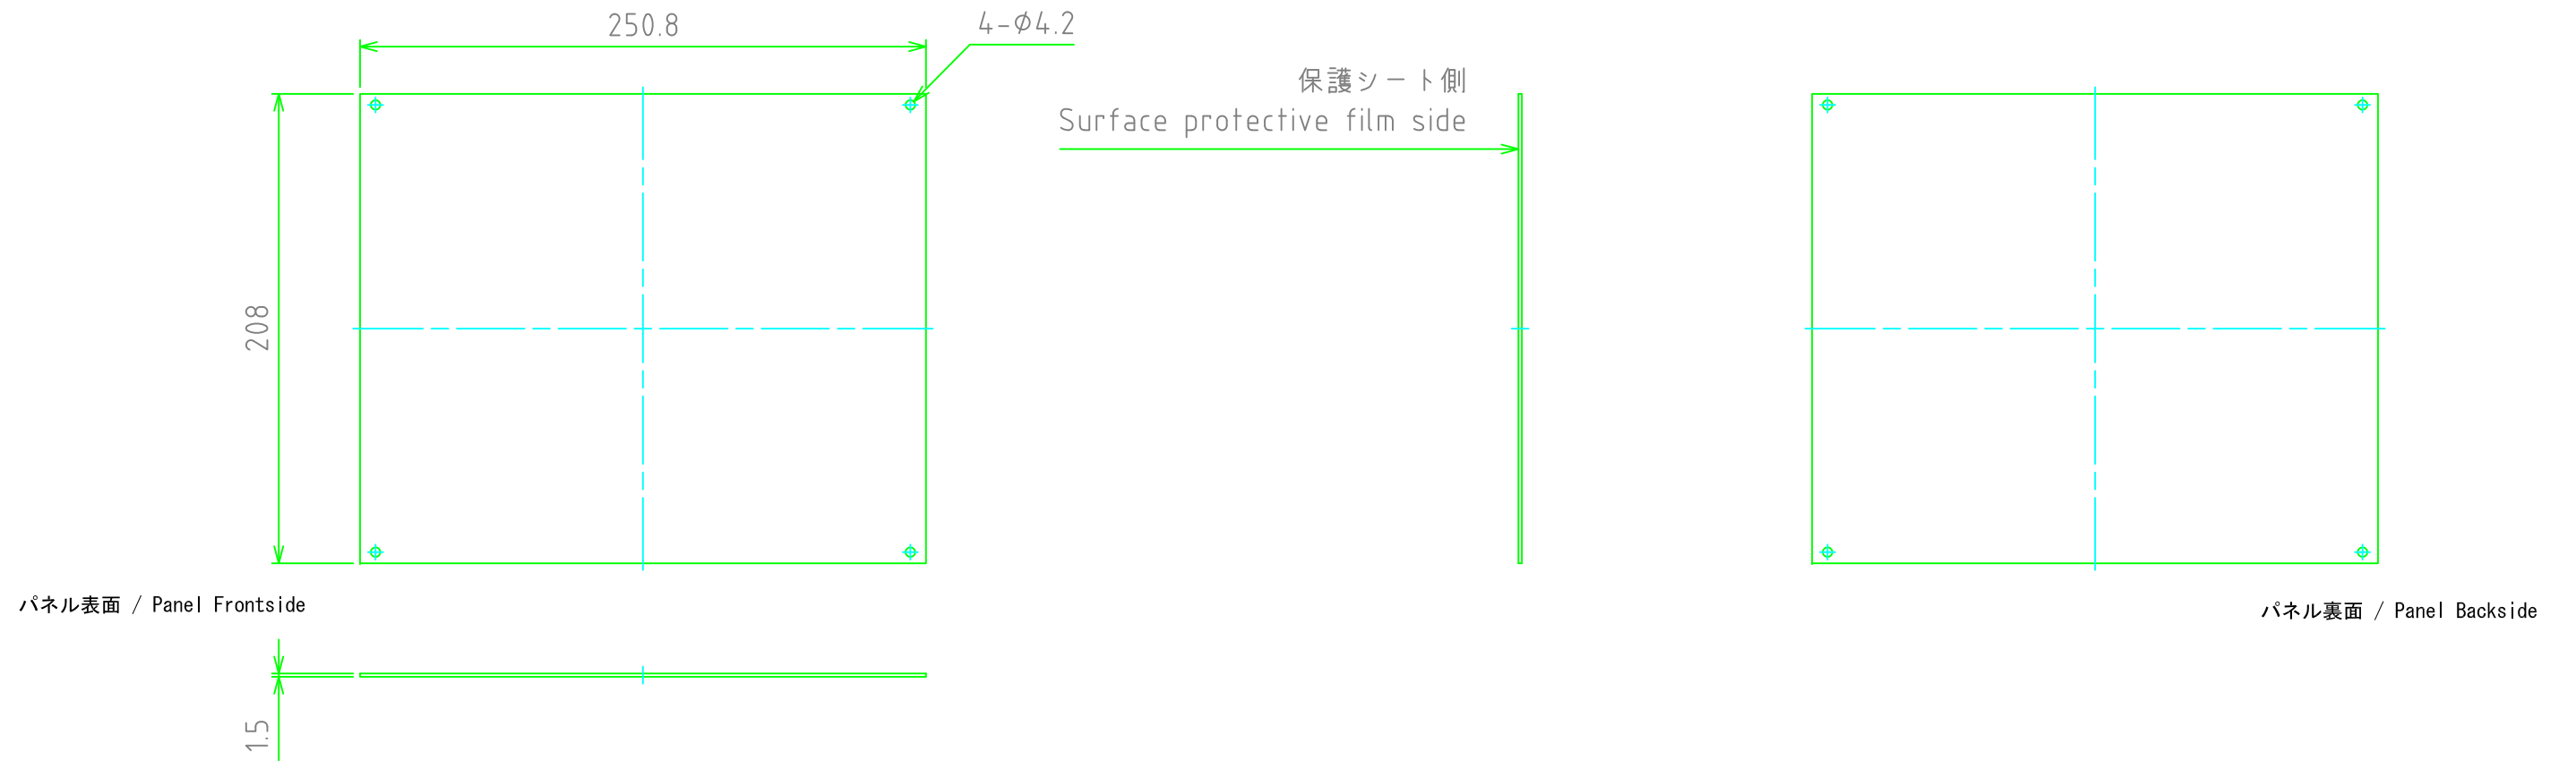 250.8
4-φ4.2
保護シート側
Surface protective film side
208
パネル表面 / Panel Frontside
パネル裏面 / Panel Backside
1.5